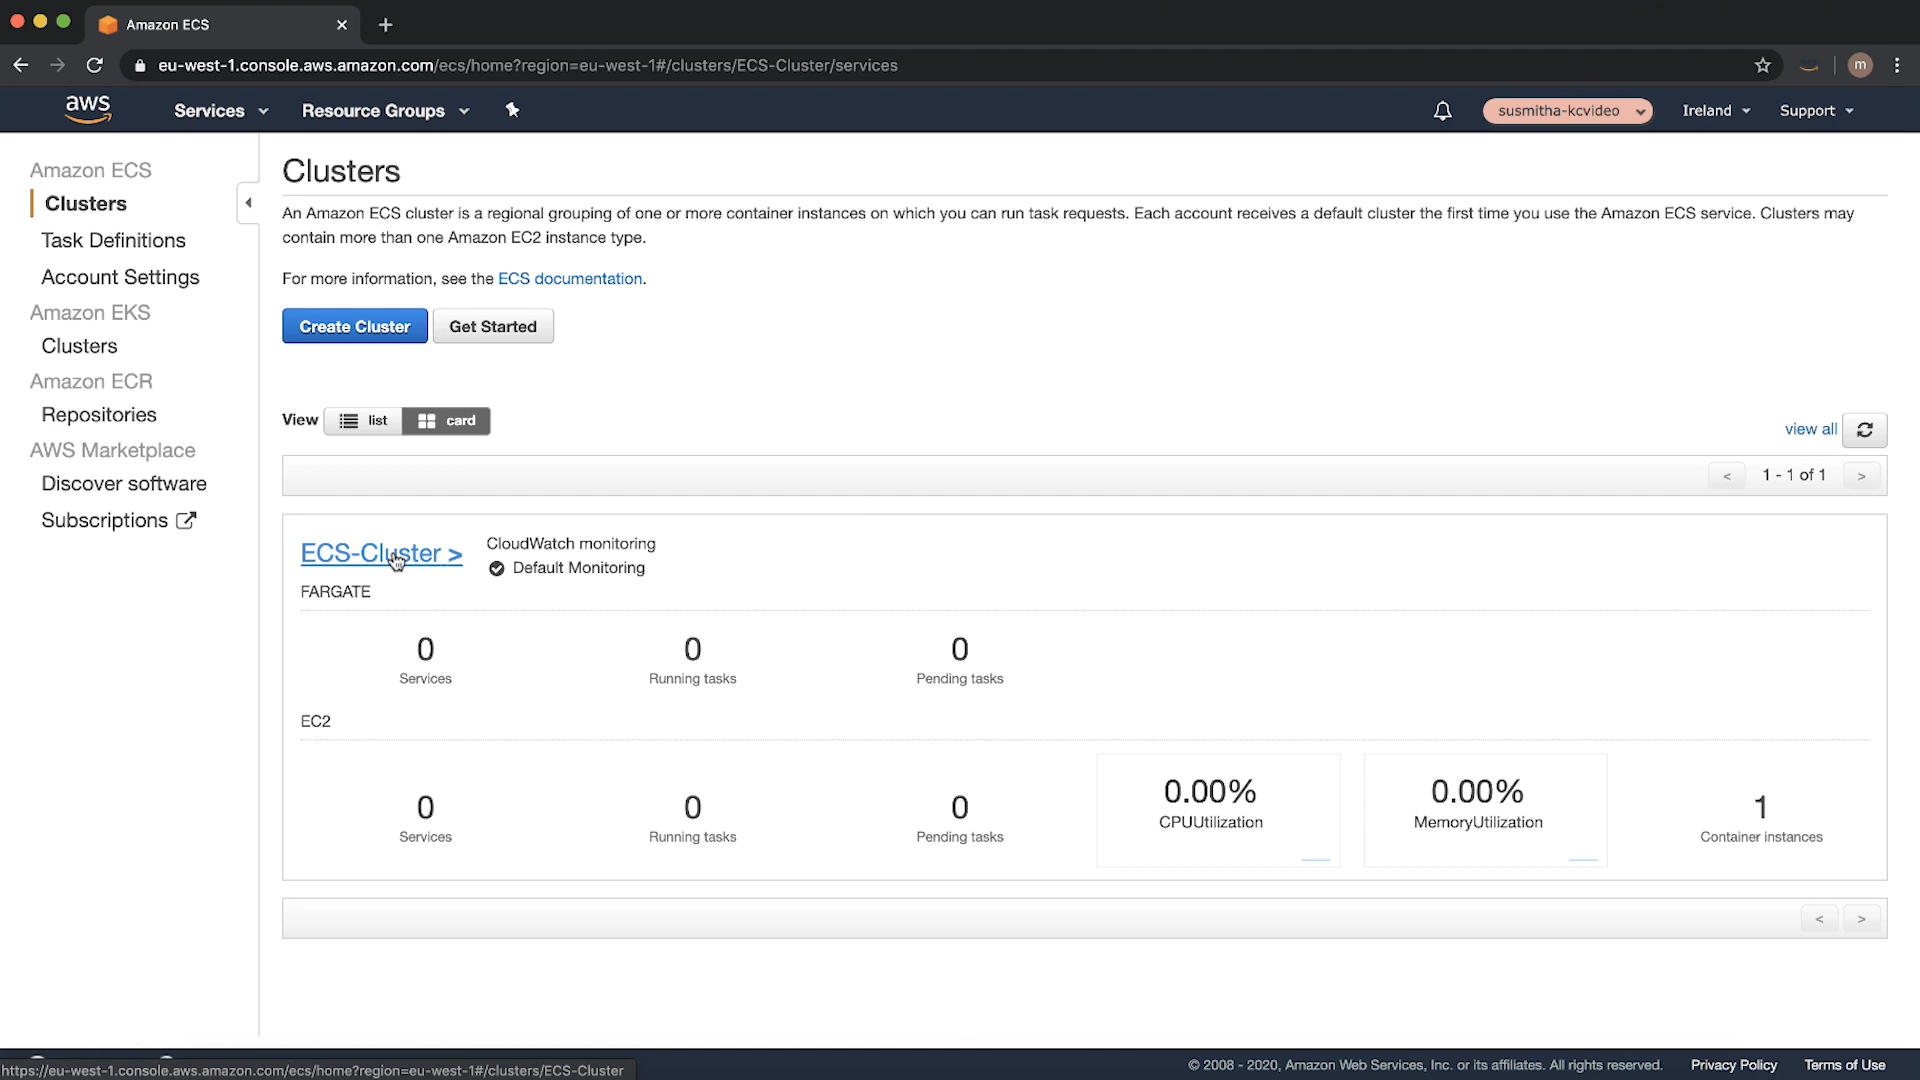 Amazon ECS
eu-west-1.console.aws.amazon.com/ecs/home?region=eu-west-1#/clusters/ECS-Cluster/services
m
aws
Services
Resource Groups
susmitha-kcvideo
Ireland
Support
Amazon ECS
Clusters
Task Definitions
Account Settings
Amazon EKS
Clusters
Amazon ECR
Repositories
AWS Marketplace
Discover software
Subscriptions
Clusters
An Amazon ECS cluster is a regional grouping of one or more container instances on which you can run task requests. Each account receives a default cluster the first time you use the Amazon ECS service. Clusters may
contain more than one Amazon EC2 instance type.
For more information, see the ECS documentation.
Create Cluster
Get Started
View
list
card
view all
< 1 - 1 of 1 >
ECS-Cluster >
CloudWatch monitoring
Default Monitoring
FARGATE
0
Services
0
Running tasks
0
Pending tasks
EC2
0
Services
0
Running tasks
0
Pending tasks
0.00%
CPUUtilization
0.00%
MemoryUtilization
1
Container instances
< >
https://eu-west-1.console.aws.amazon.com/ecs/home?region=eu-west-1#/clusters/ECS-Cluster
© 2008 - 2020, Amazon Web Services, Inc. or its affiliates. All rights reserved.
Privacy Policy
Terms of Use